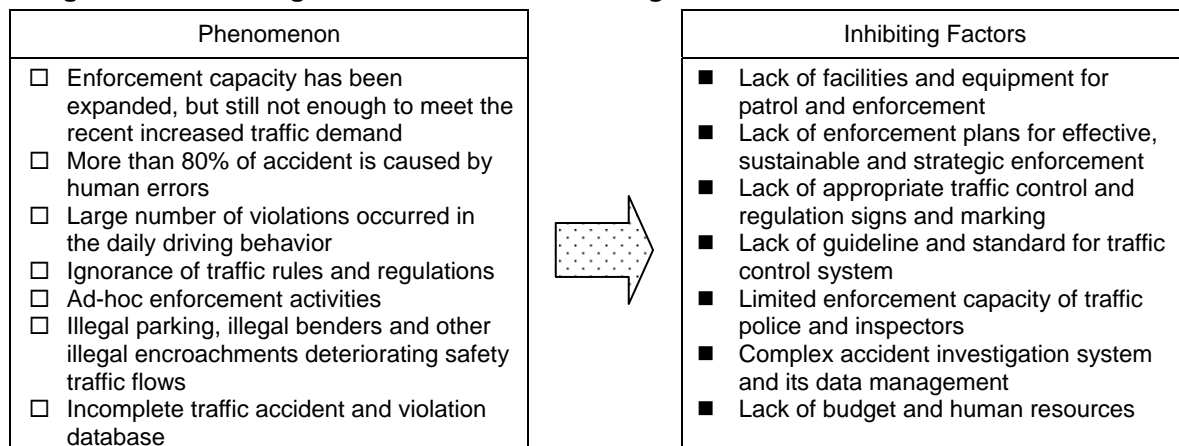 Phenomenon
□ Enforcement capacity has been
expanded, but still not enough to meet the
recent increased traffic demand
□ More than 80% of accident is caused by
human errors
□ Large number of violations occurred in
the daily driving behavior
□ Ignorance of traffic rules and regulations
□ Ad-hoc enforcement activities
□ Illegal parking, illegal benders and other
illegal encroachments deteriorating safety
traffic flows
□ Incomplete traffic accident and violation
database
Inhibiting Factors
■ Lack of facilities and equipment for
patrol and enforcement
■ Lack of enforcement plans for effective,
sustainable and strategic enforcement
■ Lack of appropriate traffic control and
regulation signs and marking
■ Lack of guideline and standard for traffic
control system
■ Limited enforcement capacity of traffic
police and inspectors
■ Complex accident investigation system
and its data management
■ Lack of budget and human resources